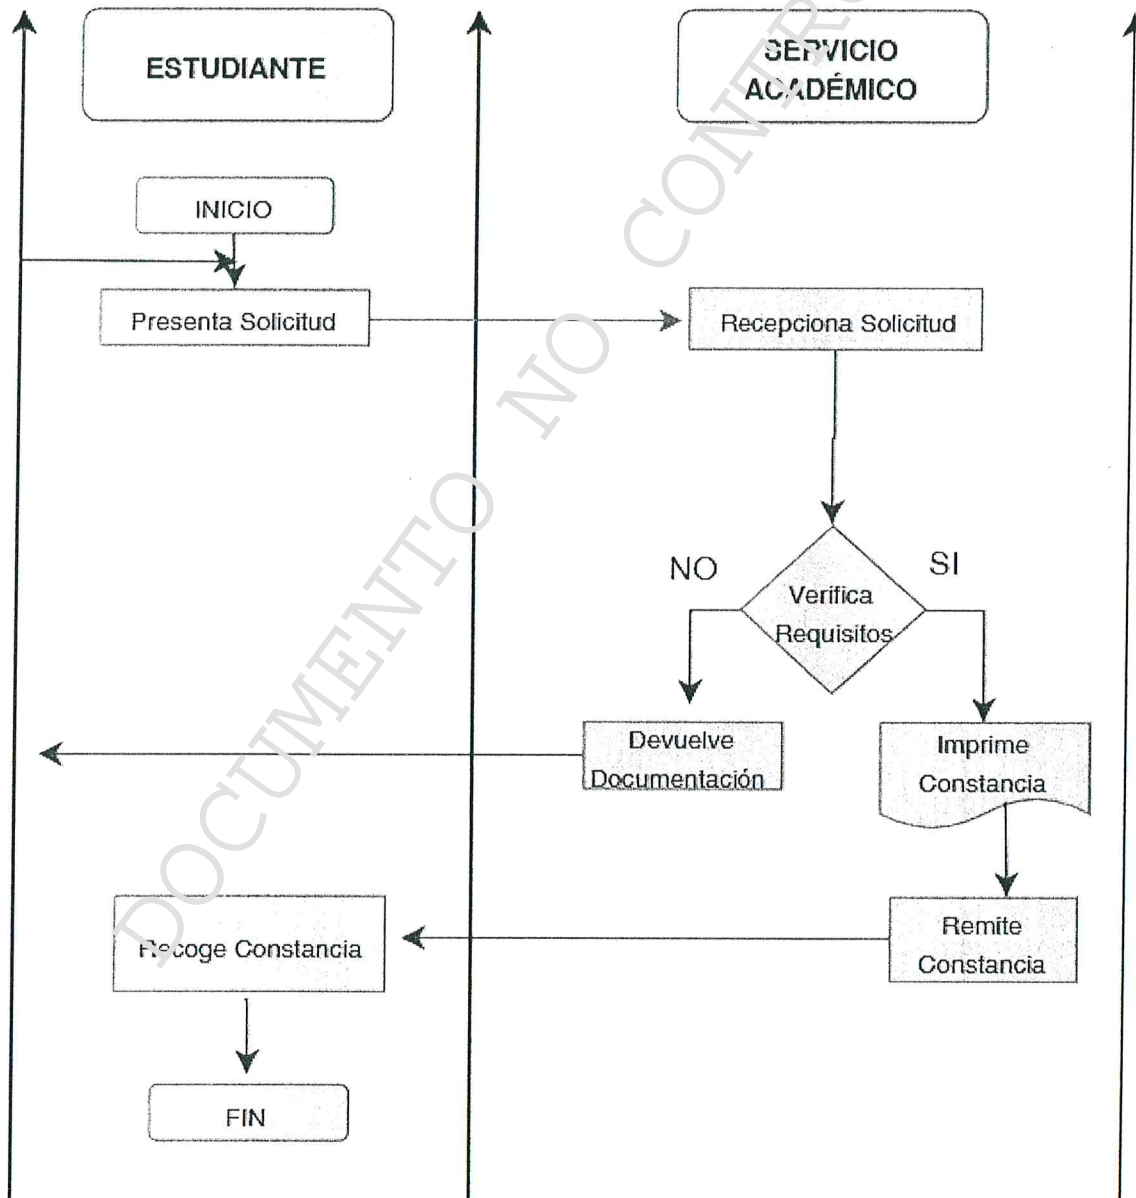 ESTUDIANTE
SERVICIO
ACADÉMICO
INICIO
Presenta Solicitud
Recepciona Solicitud
NO
SI
Verifica
Requisitos
Devuelve
Documentación
Imprime
Constancia
Remite
Constancia
Recoge Constancia
FIN
DOCUMENTO NO